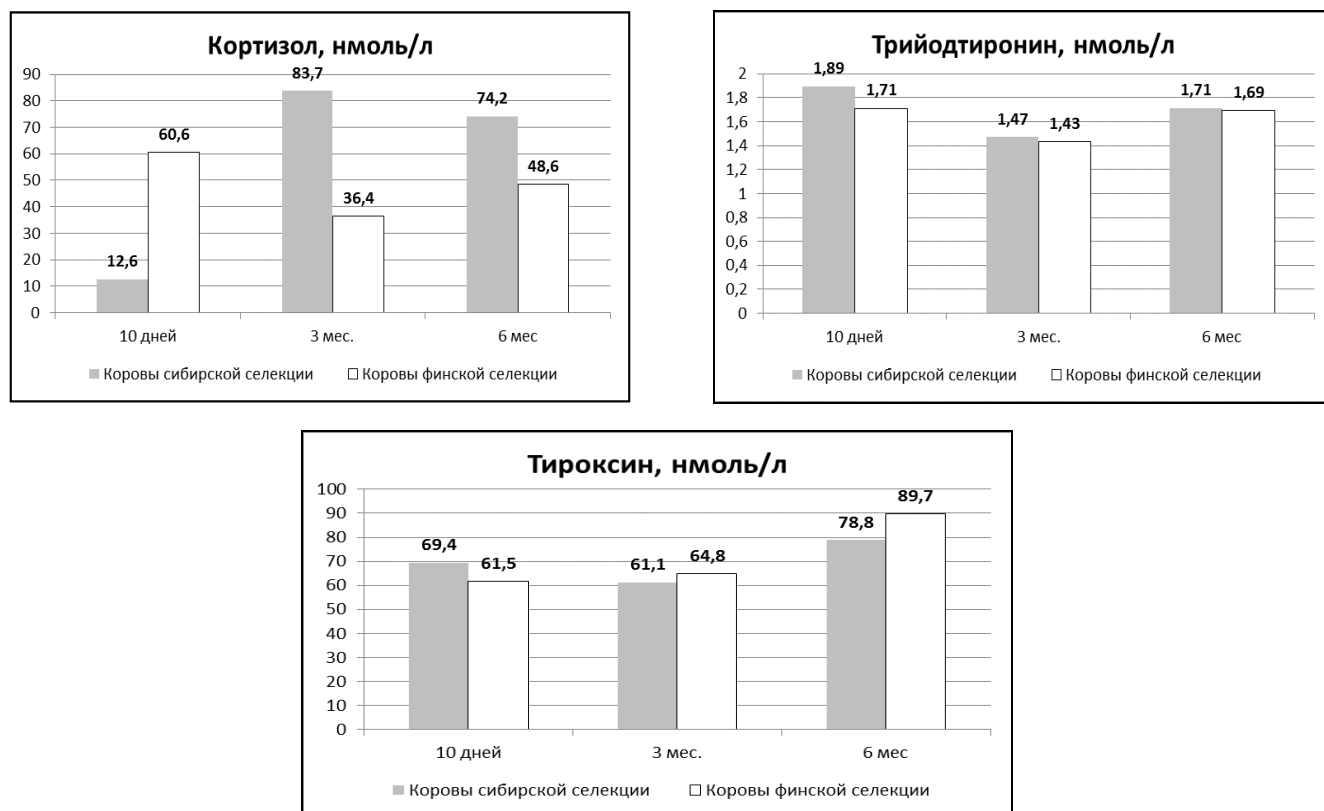 Кортизол, нмоль/л
90
80
70
60
50
40
30
20
10
0
12,6
60,6
83,7
36,4
74,2
48,6
10 дней
3 мес.
6 мес
Коровы сибирской селекции
Коровы финской селекции
Трийодтиронин, нмоль/л
2
1,8
1,6
1,4
1,2
1
0,8
0,6
0,4
0,2
0
1,89
1,71
1,47
1,43
1,71
1,69
10 дней
3 мес.
6 мес
Коровы сибирской селекции
Коровы финской селекции
Тироксин, нмоль/л
100
90
80
70
60
50
40
30
20
10
0
69,4
61,5
61,1
64,8
78,8
89,7
10 дней
3 мес.
6 мес
Коровы сибирской селекции
Коровы финской селекции